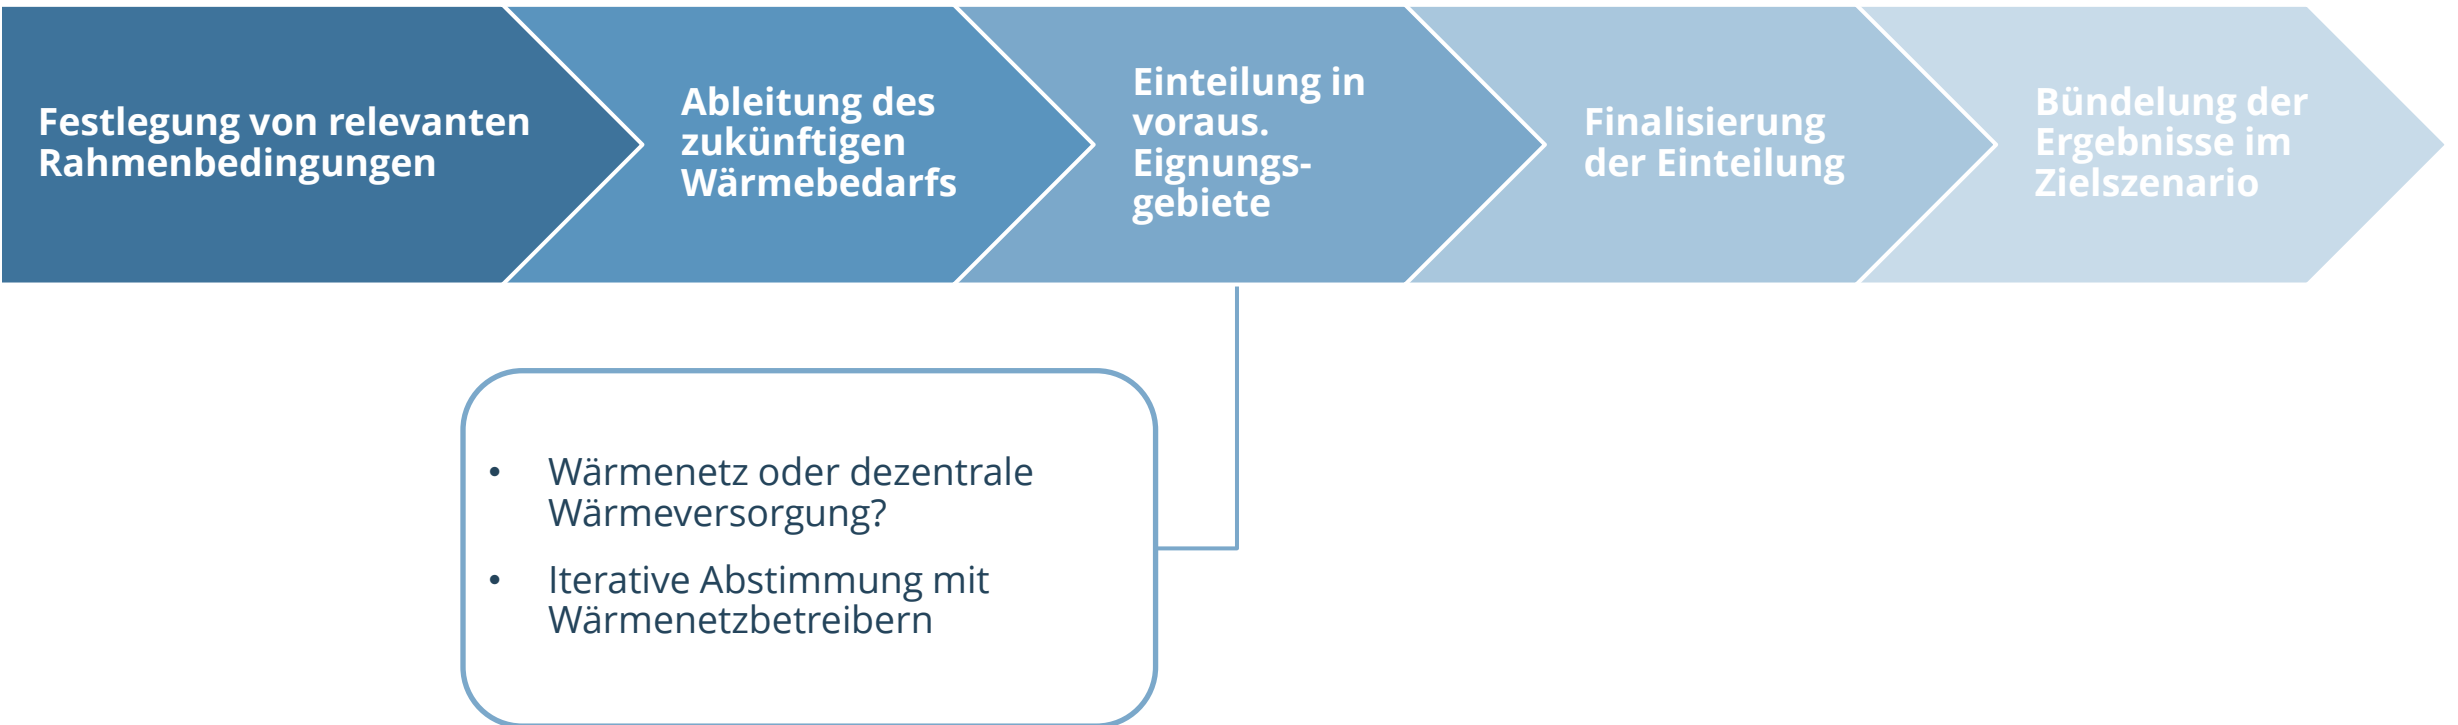 Festlegung von relevanten
Rahmenbedingungen
Ableitung des
zukünftigen
Wärmebedarfs
Einteilung in
voraus.
Eignungs-
gebiete
Finalisierung
der Einteilung
Bündelung der
Ergebnisse im
Zielszenario
• Wärmenetz oder dezentrale
Wärmeversorgung?
• Iterative Abstimmung mit
Wärmenetzbetreibern